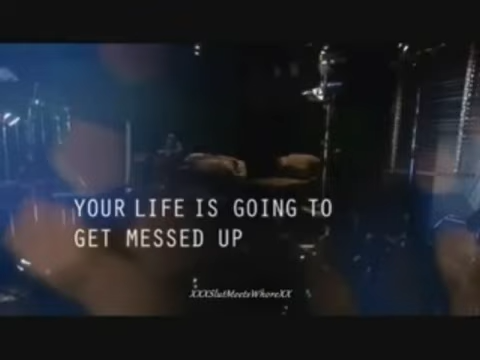 YOUR LIFE IS GOING TO
GET MESSED UP
XXXSlutMeetsWhoreXX